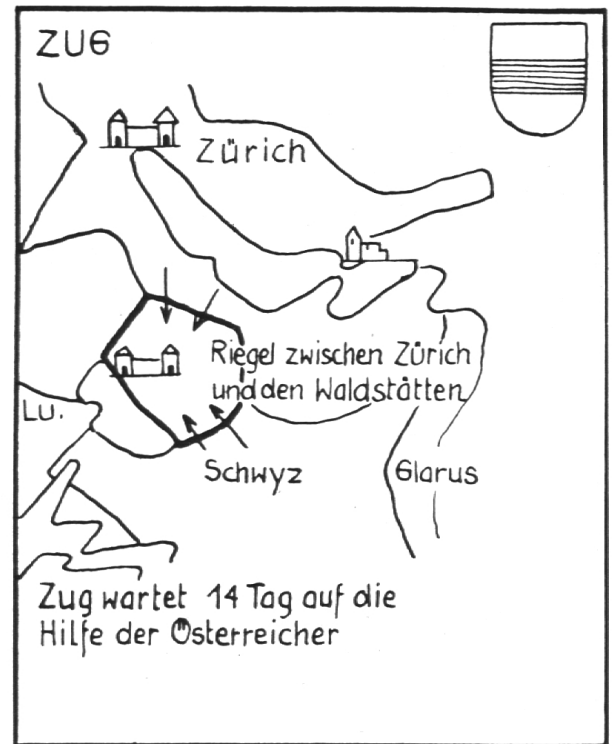 ZUG
Zürich
Riegel zwischen Zürich
und den Waldstätten
Lu.
Schwyz
Glarus
Zug wartet 14 Tag auf die
Hilfe der Österreicher